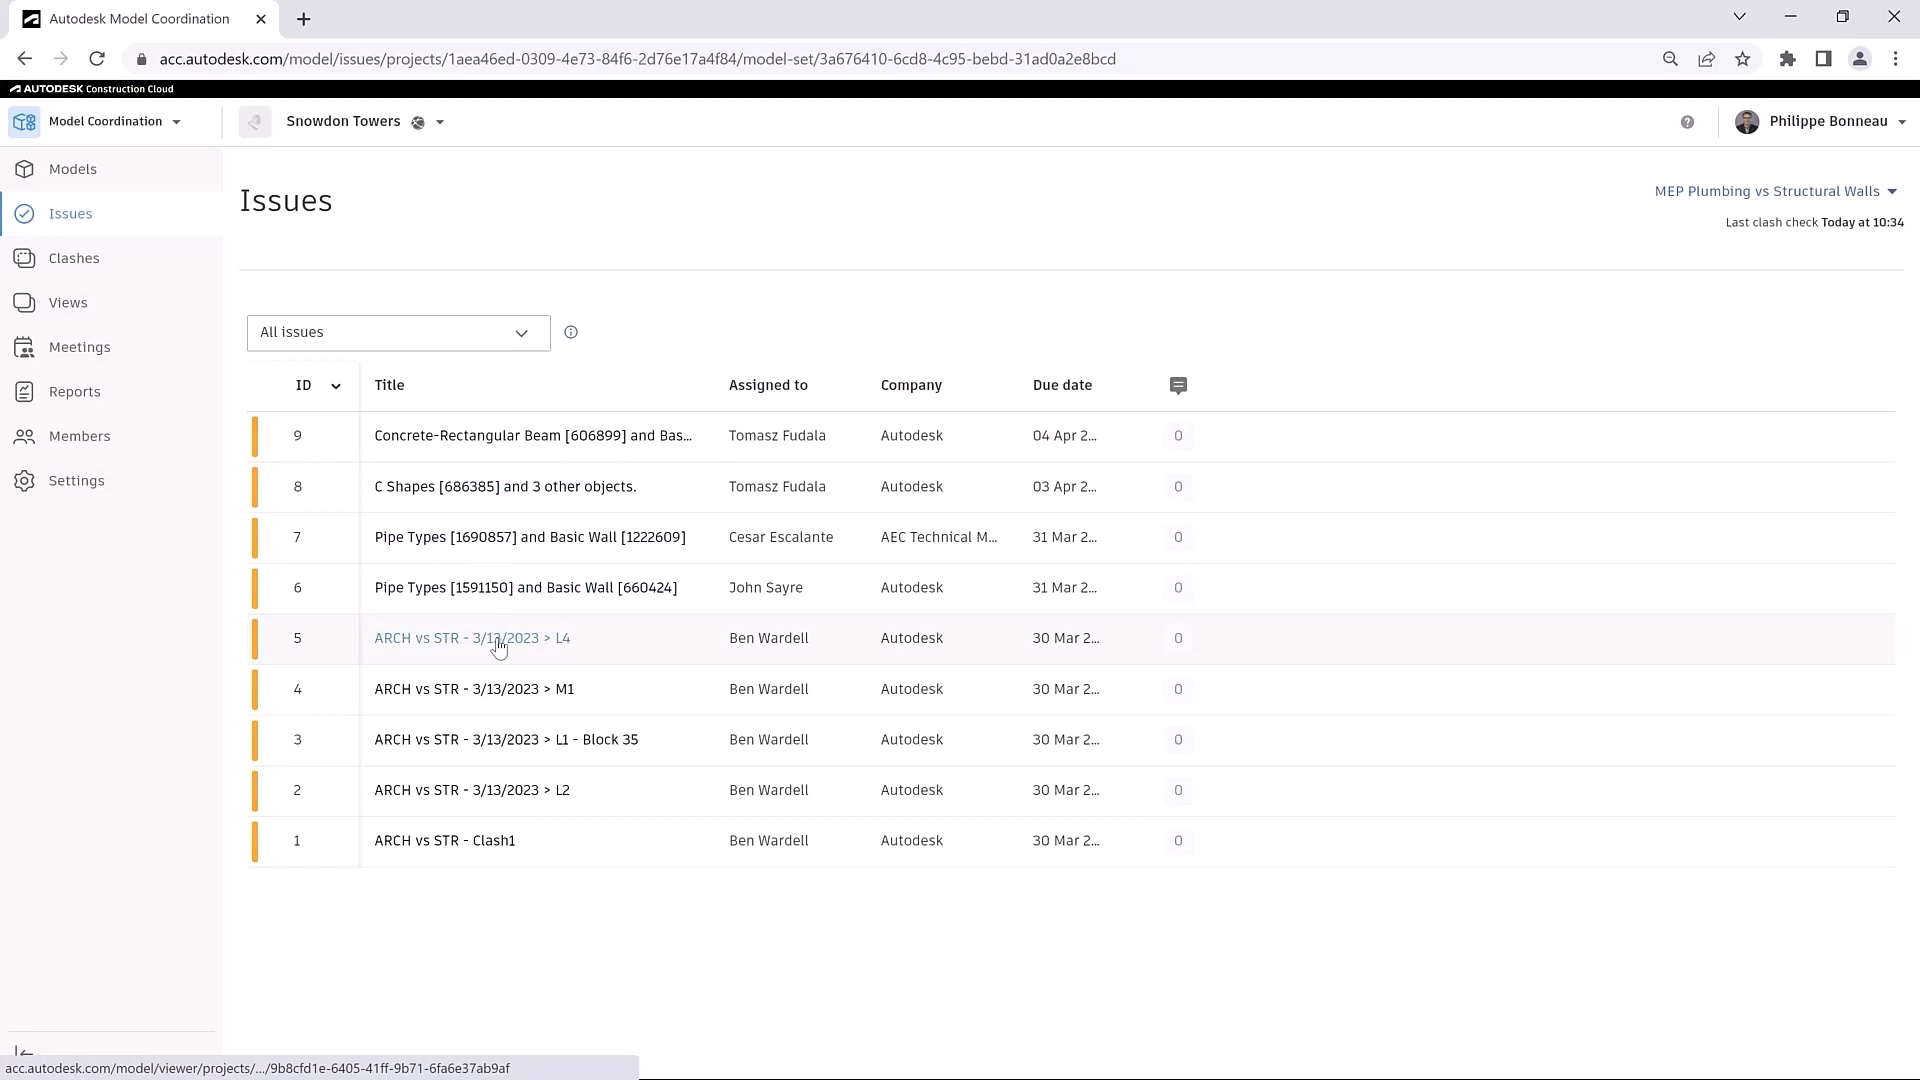 Autodesk Model Coordination
acc.autodesk.com/model/issues/projects/1aea46ed-0309-4e73-84f6-2d76e17a4f84/model-set/3a676410-6cd8-4c95-bebd-31ad0a2e8bcd
AUTODESK Construction Cloud
Model Coordination
Snowdon Towers
Philippe Bonneau
Models
Issues
Clashes
Views
Meetings
Reports
Members
Settings
Issues
MEP Plumbing vs Structural Walls
Last clash check Today at 10:34
All issues
ID Title Assigned to Company Due date
9 Concrete-Rectangular Beam [606899] and Bas... Tomasz Fudala Autodesk 04 Apr 2... 0
8 C Shapes [686385] and 3 other objects. Tomasz Fudala Autodesk 03 Apr 2... 0
7 Pipe Types [1690857] and Basic Wall [1222609] Cesar Escalante AEC Technical M... 31 Mar 2... 0
6 Pipe Types [1591150] and Basic Wall [660424] John Sayre Autodesk 31 Mar 2... 0
5 ARCH vs STR - 3/13/2023 > L4 Ben Wardell Autodesk 30 Mar 2... 0
4 ARCH vs STR - 3/13/2023 > M1 Ben Wardell Autodesk 30 Mar 2... 0
3 ARCH vs STR - 3/13/2023 > L1 - Block 35 Ben Wardell Autodesk 30 Mar 2... 0
2 ARCH vs STR - 3/13/2023 > L2 Ben Wardell Autodesk 30 Mar 2... 0
1 ARCH vs STR - Clash1 Ben Wardell Autodesk 30 Mar 2... 0
acc.autodesk.com/model/viewer/projects/.../9b8cfd1e-6405-41ff-9b71-6fa6e37ab9af